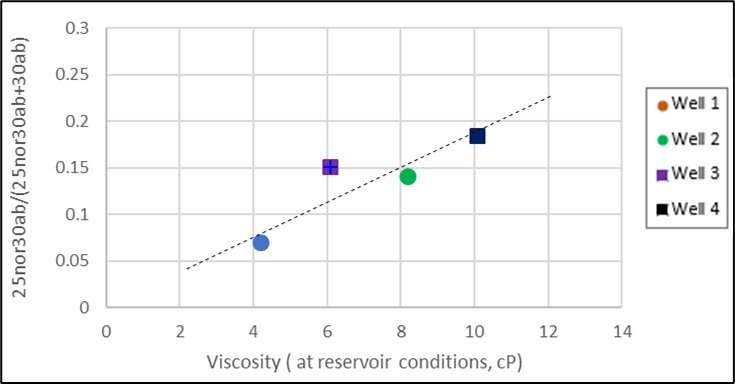 0.3
0.25
0.2
0.15
0.1
0.05
0
25nor30ab/(25nor30ab+30ab)
0 2 4 6 8 10 12 14
Viscosity ( at reservoir conditions, cP)
Well 1
Well 2
Well 3
Well 4